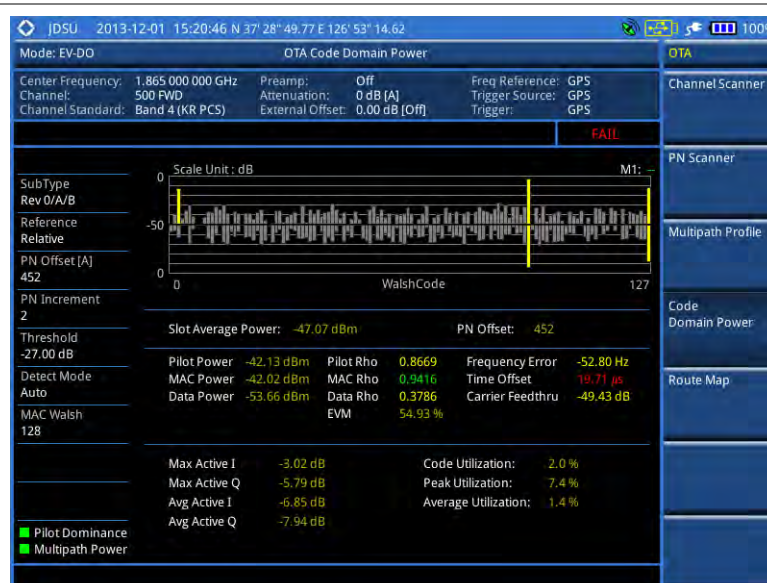 JDSU 2013-12-01 15:20:46 N 37' 28" 49.77 E 126' 53" 14.62 100
Mode: EV-DO OTA Code Domain Power OTA
Center Frequency: 1.865 000 000 GHz Preamp: Off Freq Reference: GPS
Channel: 500 FWD Attenuation: 0 dB [A] Trigger Source: GPS
Channel Standard: Band 4 (KR PCS) External Offset: 0.00 dB [Off] Trigger: GPS
FAIL
Channel Scanner
PN Scanner
Multipath Profile
Code
Domain Power
Route Map
SubType
Rev 0/A/B
Reference
Relative
PN Offset [A]
452
PN Increment
2
Threshold
-27.00 dB
Detect Mode
Auto
MAC Walsh
128
Pilot Dominance
Multipath Power
Scale Unit : dB M1: --
0
-50
0
0 WalshCode 127
Slot Average Power: -47.07 dBm PN Offset: 452
Pilot Power -42.13 dBm Pilot Rho 0.8669 Frequency Error -52.80 Hz
MAC Power -42.02 dBm MAC Rho 0.9416 Time Offset 19.71 µs
Data Power -53.66 dBm Data Rho 0.3786 Carrier Feedthru -49.43 dB
EVM 54.93 %
Max Active I -3.02 dB Code Utilization: 2.0 %
Max Active Q -5.79 dB Peak Utilization: 7.4 %
Avg Active I -6.85 dB Average Utilization: 1.4 %
Avg Active Q -7.94 dB